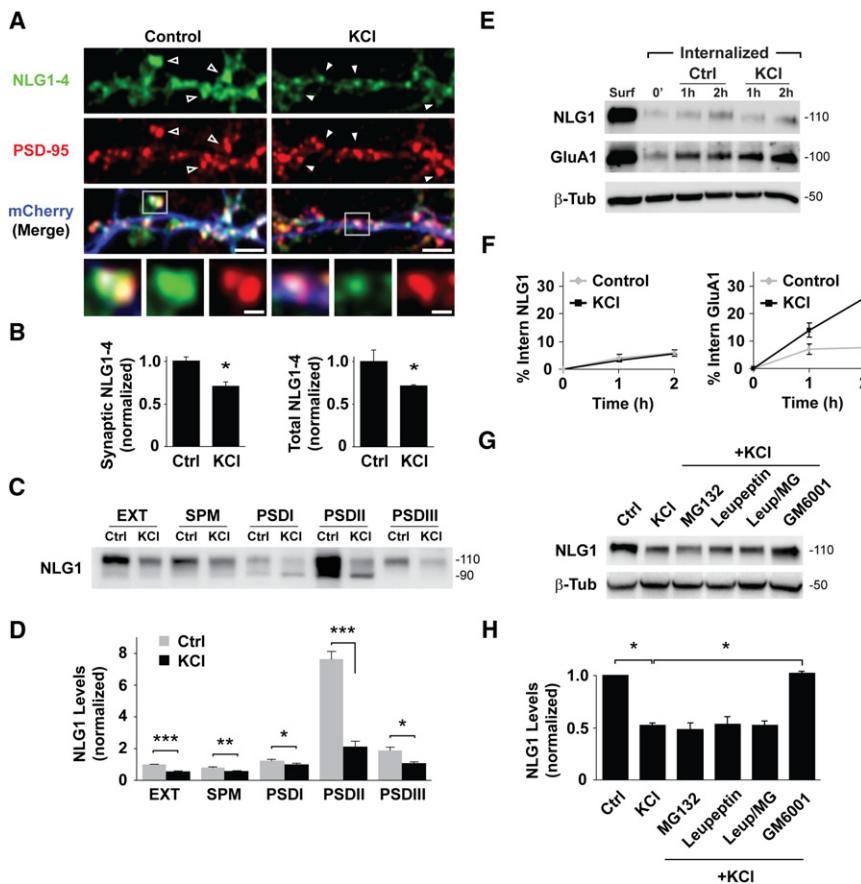 A
Control KCl
NLG1-4
PSD-95
mCherry
(Merge)
B
Synaptic NLG1-4
(normalized)
1.0
0.5
0
*
Ctrl KCl
Total NLG1-4
(normalized)
1.0
0.5
0
*
Ctrl KCl
C
EXT SPM PSDI PSDII PSDIII
Ctrl KCl Ctrl KCl Ctrl KCl Ctrl KCl Ctrl KCl
NLG1
-110
-90
D
NLG1 Levels
(normalized)
8
6
4
2
0
Ctrl
KCl
*** ** * *** *
EXT SPM PSDI PSDII PSDIII
E
Internalized
Ctrl KCl
Surf 0' 1h 2h 1h 2h
NLG1 -110
GluA1 -100
β-Tub -50
F
% Intern NLG1
30
20
10
0
Control
KCl
0 1 2
Time (h)
% Intern GluA1
30
20
10
0
Control
KCl
0 1 2
Time (h)
G
+KCl
Ctrl KCl MG132 Leupeptin Leup/MG GM6001
NLG1 -110
β-Tub -50
H
NLG1 Levels
(normalized)
1.0
0.5
0
* *
Ctrl KCl MG132 Leupeptin Leup/MG GM6001
+KCl